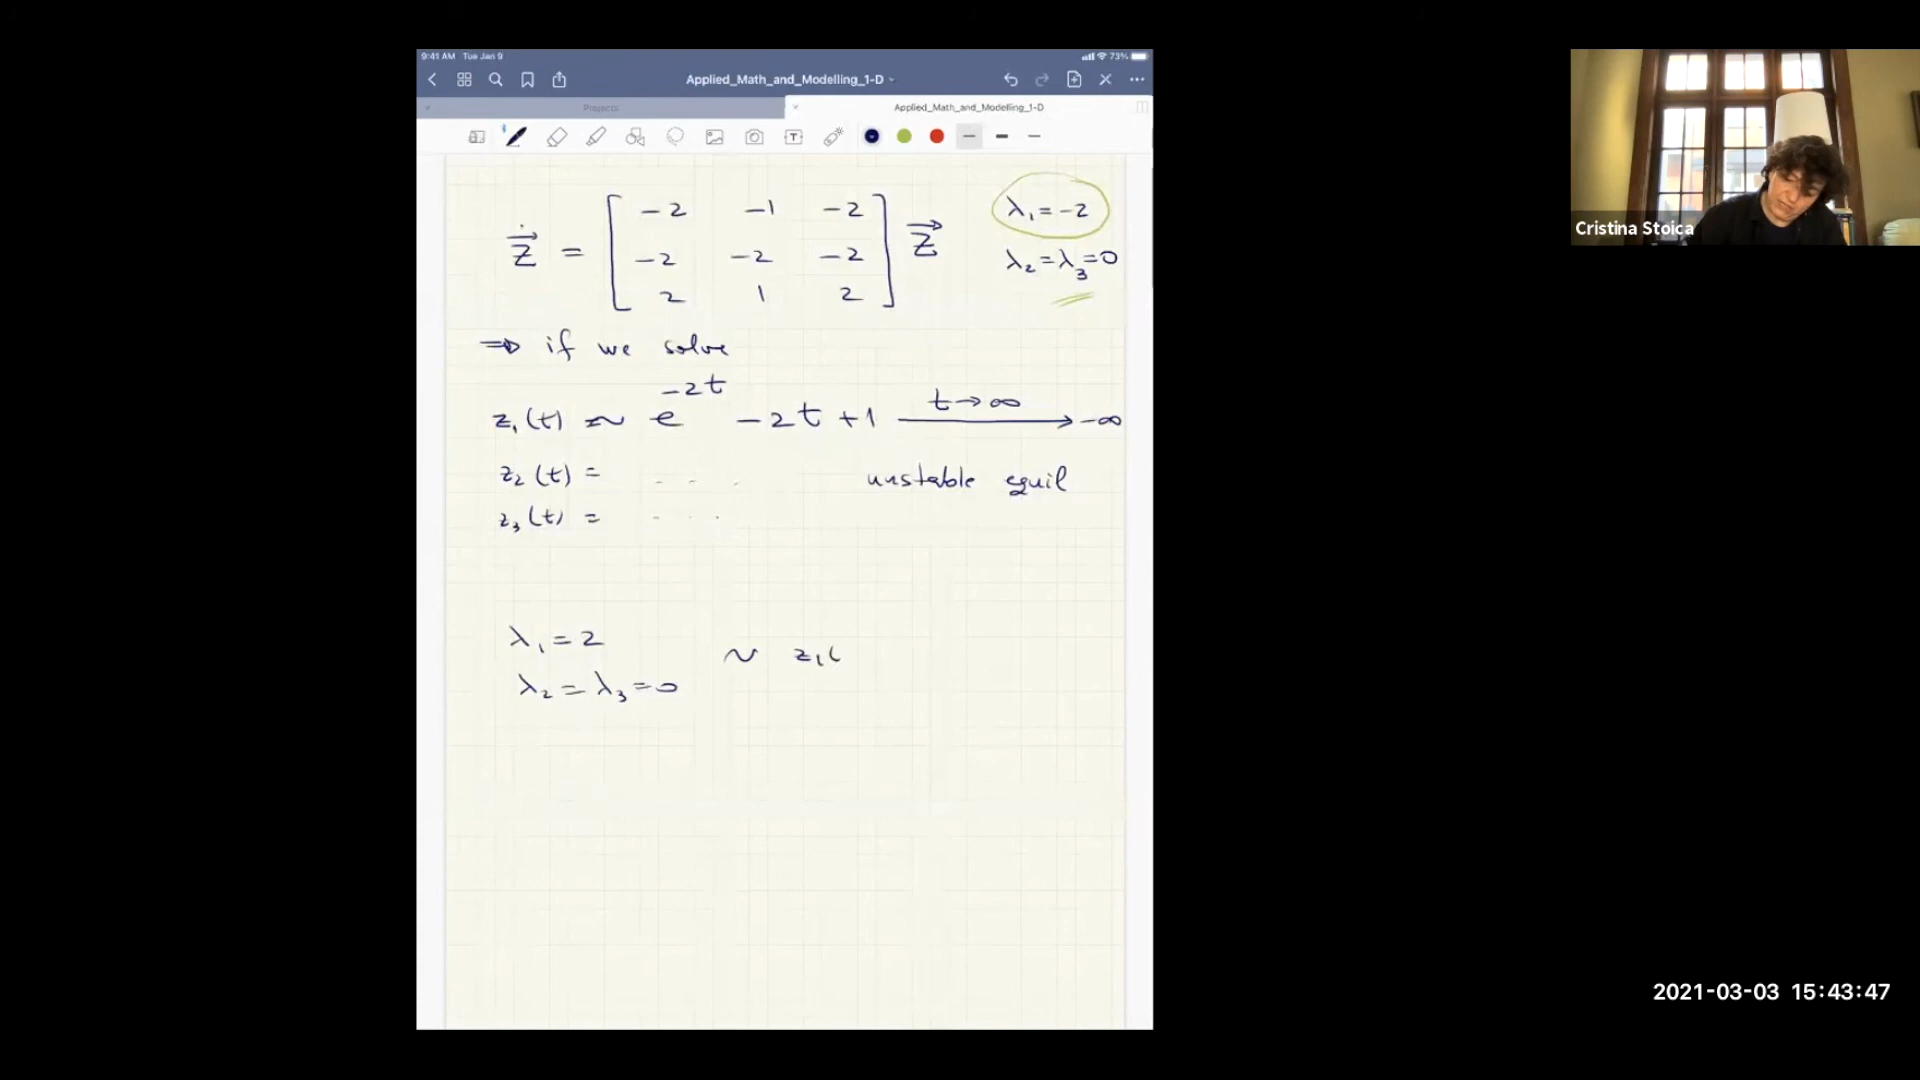 9:41 AM Tue Jan 9
73%
Applied_Math_and_Modelling_1-D
Projects
Applied_Math_and_Modelling_1-D
T
ż⃗ = [ -2 -1 -2
-2 -2 -2
2 1 2 ] z⃗
λ₁ = -2
λ₂ = λ₃ = 0
⇒ if we solve
z₁(t) ~ e^{-2t} - 2t + 1 t→∞ → -∞
z₂(t) = . . .
unstable equil
z₃(t) = . . .
λ₁ = 2
λ₂ = λ₃ = 0
~ z₁(
Cristina Stoica
2021-03-03 15:43:47